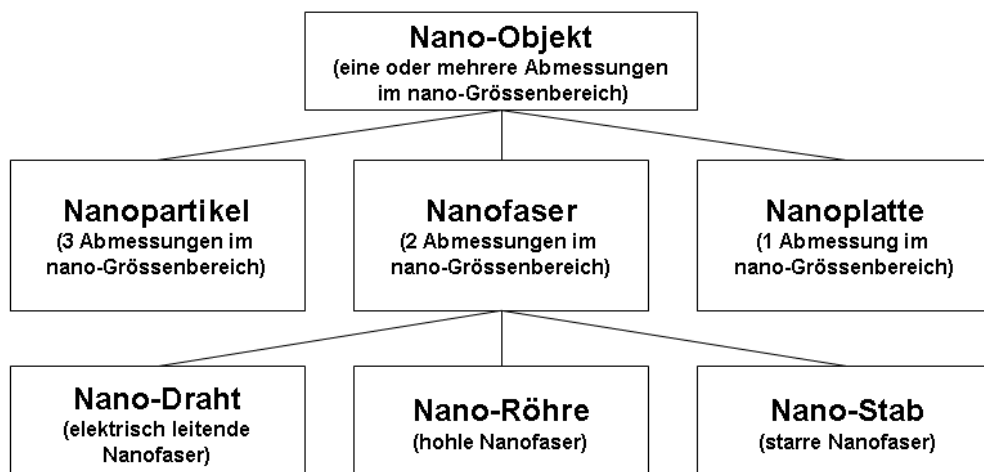 Nano-Objekt
(eine oder mehrere Abmessungen
im nano-Grössenbereich)
Nanopartikel
(3 Abmessungen im
nano-Grössenbereich)
Nanofaser
(2 Abmessungen im
nano-Grössenbereich)
Nanoplatte
(1 Abmessung im
nano-Grössenbereich)
Nano-Draht
(elektrisch leitende
Nanofaser)
Nano-Röhre
(hohle Nanofaser)
Nano-Stab
(starre Nanofaser)